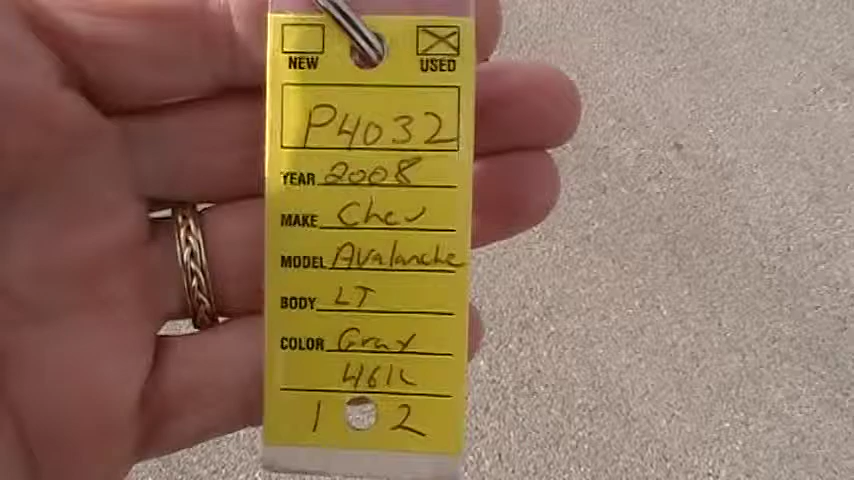 NEW USED
P4032
YEAR 2008
MAKE Chev
MODEL Avalanche
BODY LT
COLOR Gray
46K
1 2